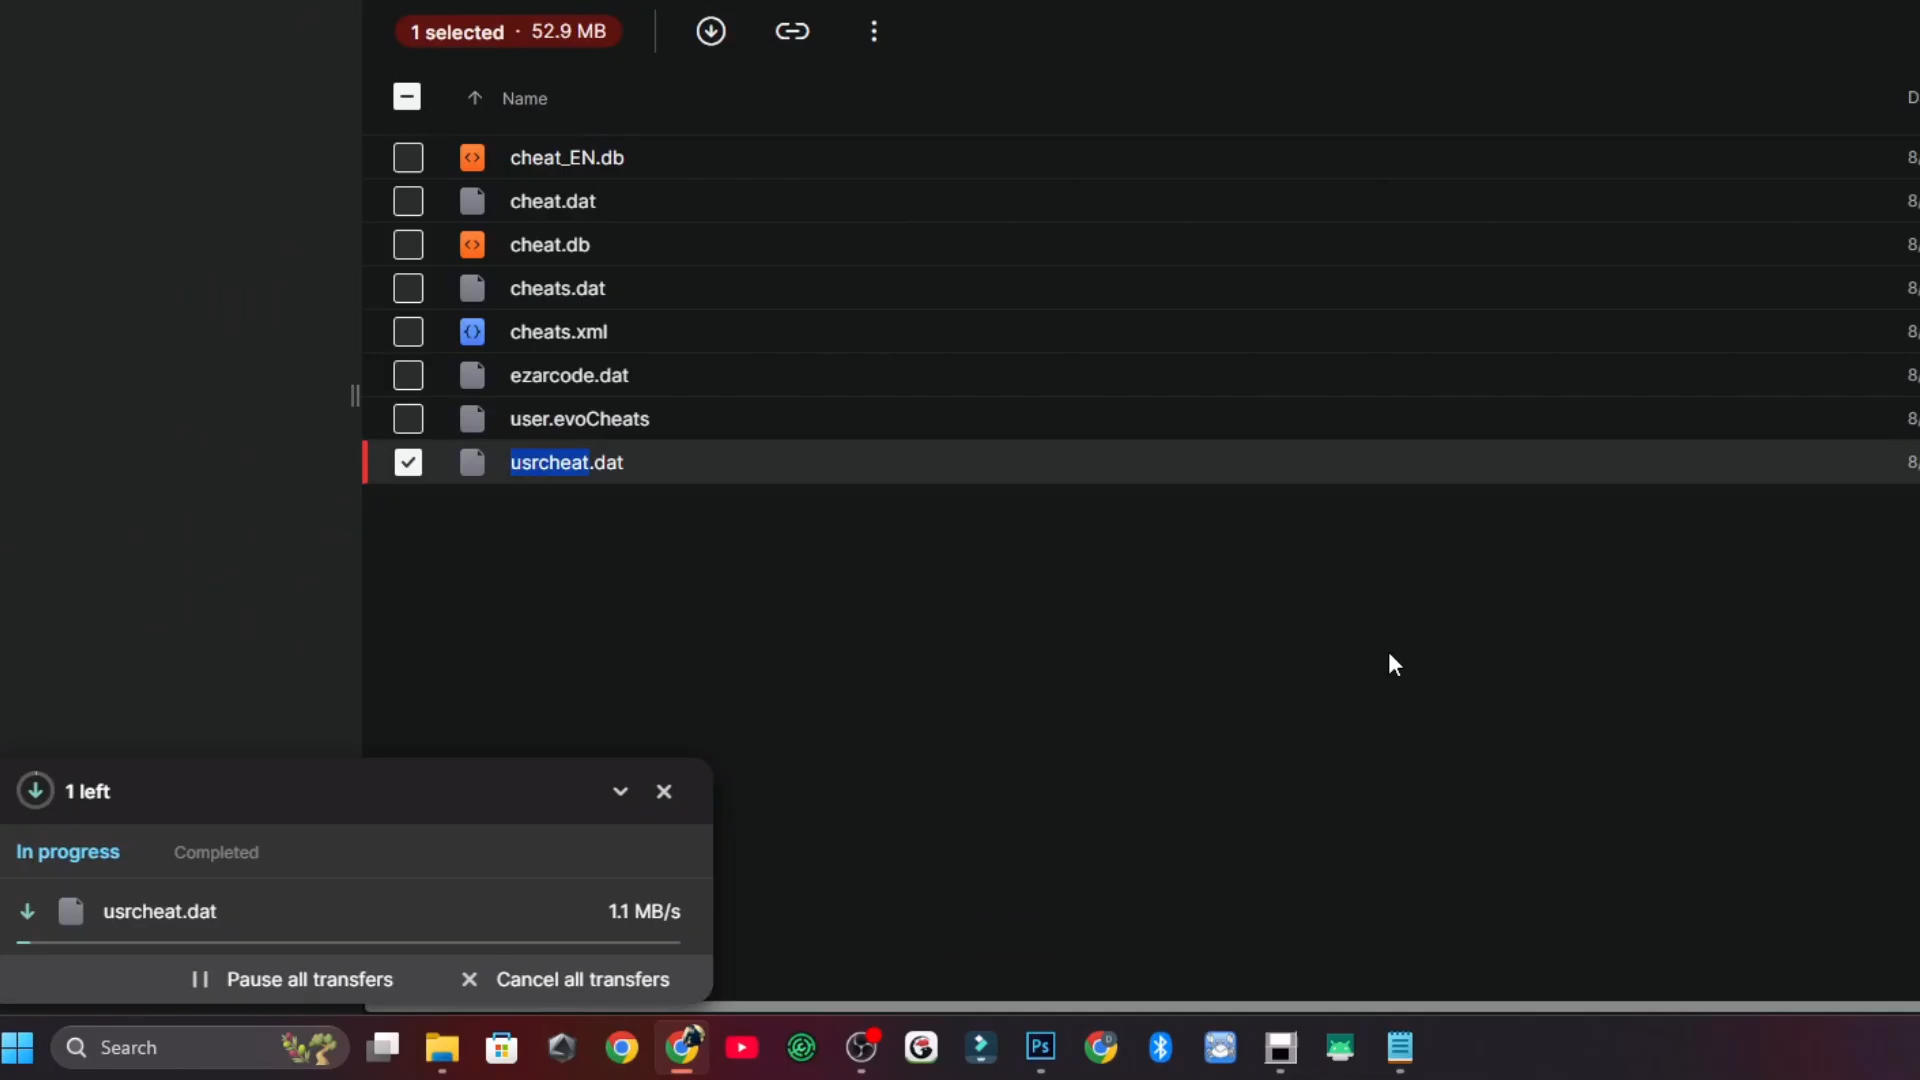 1 selected · 52.9 MB
Name
D
cheat_EN.db
8/
cheat.dat
8/
cheat.db
8/
cheats.dat
8/
cheats.xml
8/
ezarcode.dat
8/
user.evoCheats
8/
usrcheat.dat
8/
1 left
In progress
Completed
usrcheat.dat
1.1 MB/s
Pause all transfers
Cancel all transfers
Search
Ps
D